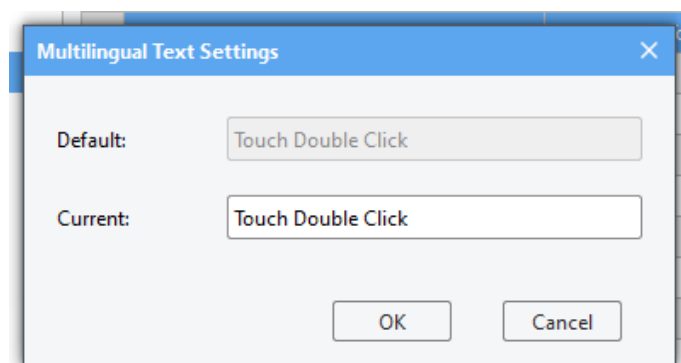 Multilingual Text Settings
Default: Touch Double Click
Current: Touch Double Click
OK Cancel